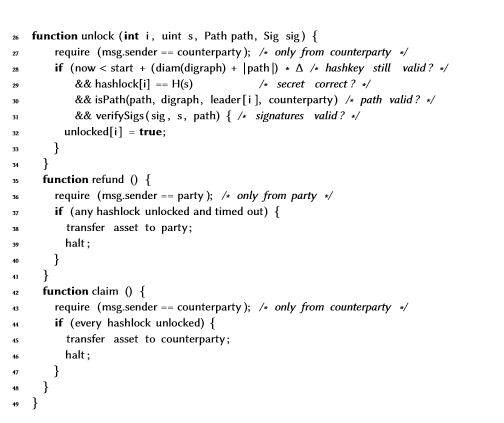 26 function unlock (int i, uint s, Path path, Sig sig) {
27 require (msg.sender == counterparty); /* only from counterparty */
28 if (now < start + (diam(digraph) + |path|) * Δ /* hashkey still valid? */
29 && hashlock[i] == H(s) /* secret correct? */
30 && isPath(path, digraph, leader[i], counterparty) /* path valid? */
31 && verifySigs(sig, s, path) { /* signatures valid? */
32 unlocked[i] = true;
33 }
34 }
35 function refund () {
36 require (msg.sender == party); /* only from party */
37 if (any hashlock unlocked and timed out) {
38 transfer asset to party;
39 halt;
40 }
41 }
42 function claim () {
43 require (msg.sender == counterparty); /* only from counterparty */
44 if (every hashlock unlocked) {
45 transfer asset to counterparty;
46 halt;
47 }
48 }
49 }